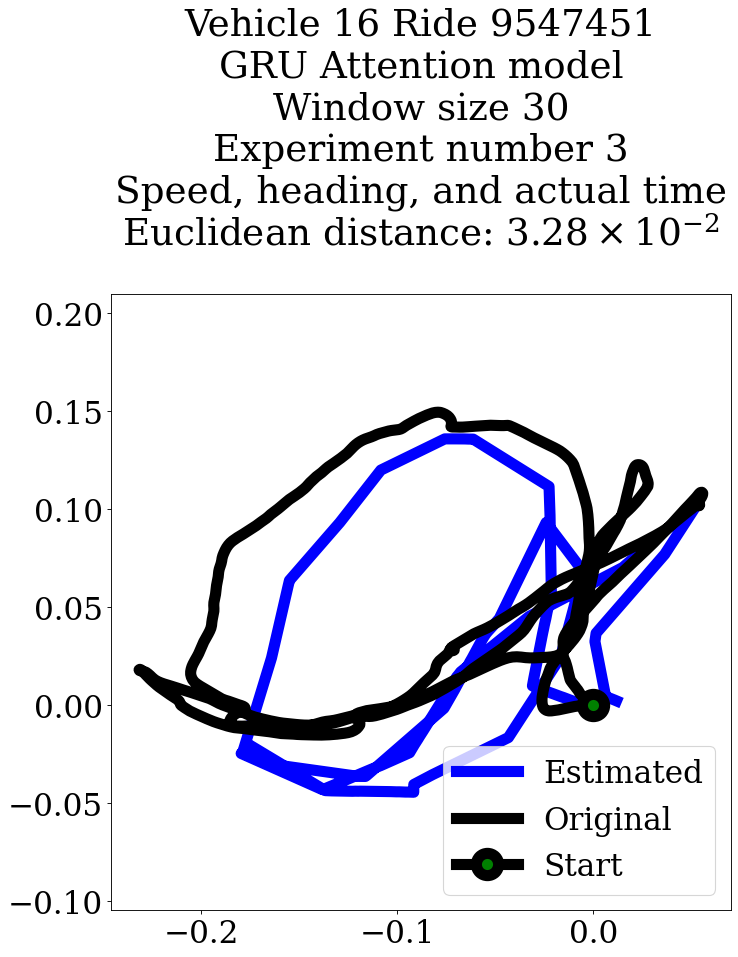 Vehicle 16 Ride 9547451
GRU Attention model
Window size 30
Experiment number 3
Speed, heading, and actual time
Euclidean distance: 3.28 × 10⁻²
0.20
0.15
0.10
0.05
0.00
−0.05
−0.10
Estimated
Original
Start
−0.2
−0.1
0.0